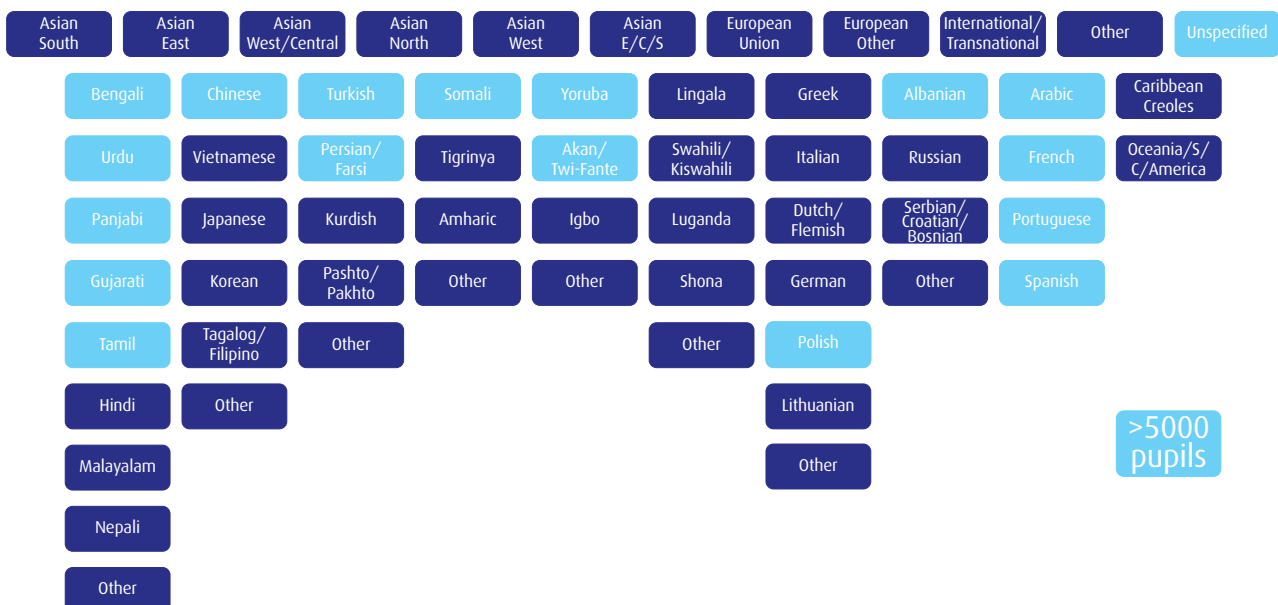 Asian
South
Asian
East
Asian
West/Central
Asian
North
Asian
West
Asian
E/C/S
European
Union
European
Other
International/
Transnational
Other
Unspecified
Bengali
Chinese
Turkish
Somali
Yoruba
Lingala
Greek
Albanian
Arabic
Caribbean
Creoles
Urdu
Vietnamese
Persian/
Farsi
Tigrinya
Akan/
Twi-Fante
Swahili/
Kiswahili
Italian
Russian
French
Oceania/S/
C/America
Panjabi
Japanese
Kurdish
Amharic
Igbo
Luganda
Dutch/
Flemish
Serbian/
Croatian/
Bosnian
Portuguese
Gujarati
Korean
Pashto/
Pakhto
Other
Other
Shona
German
Other
Spanish
Tamil
Tagalog/
Filipino
Other
Other
Polish
Hindi
Other
Lithuanian
>5000
pupils
Malayalam
Other
Nepali
Other